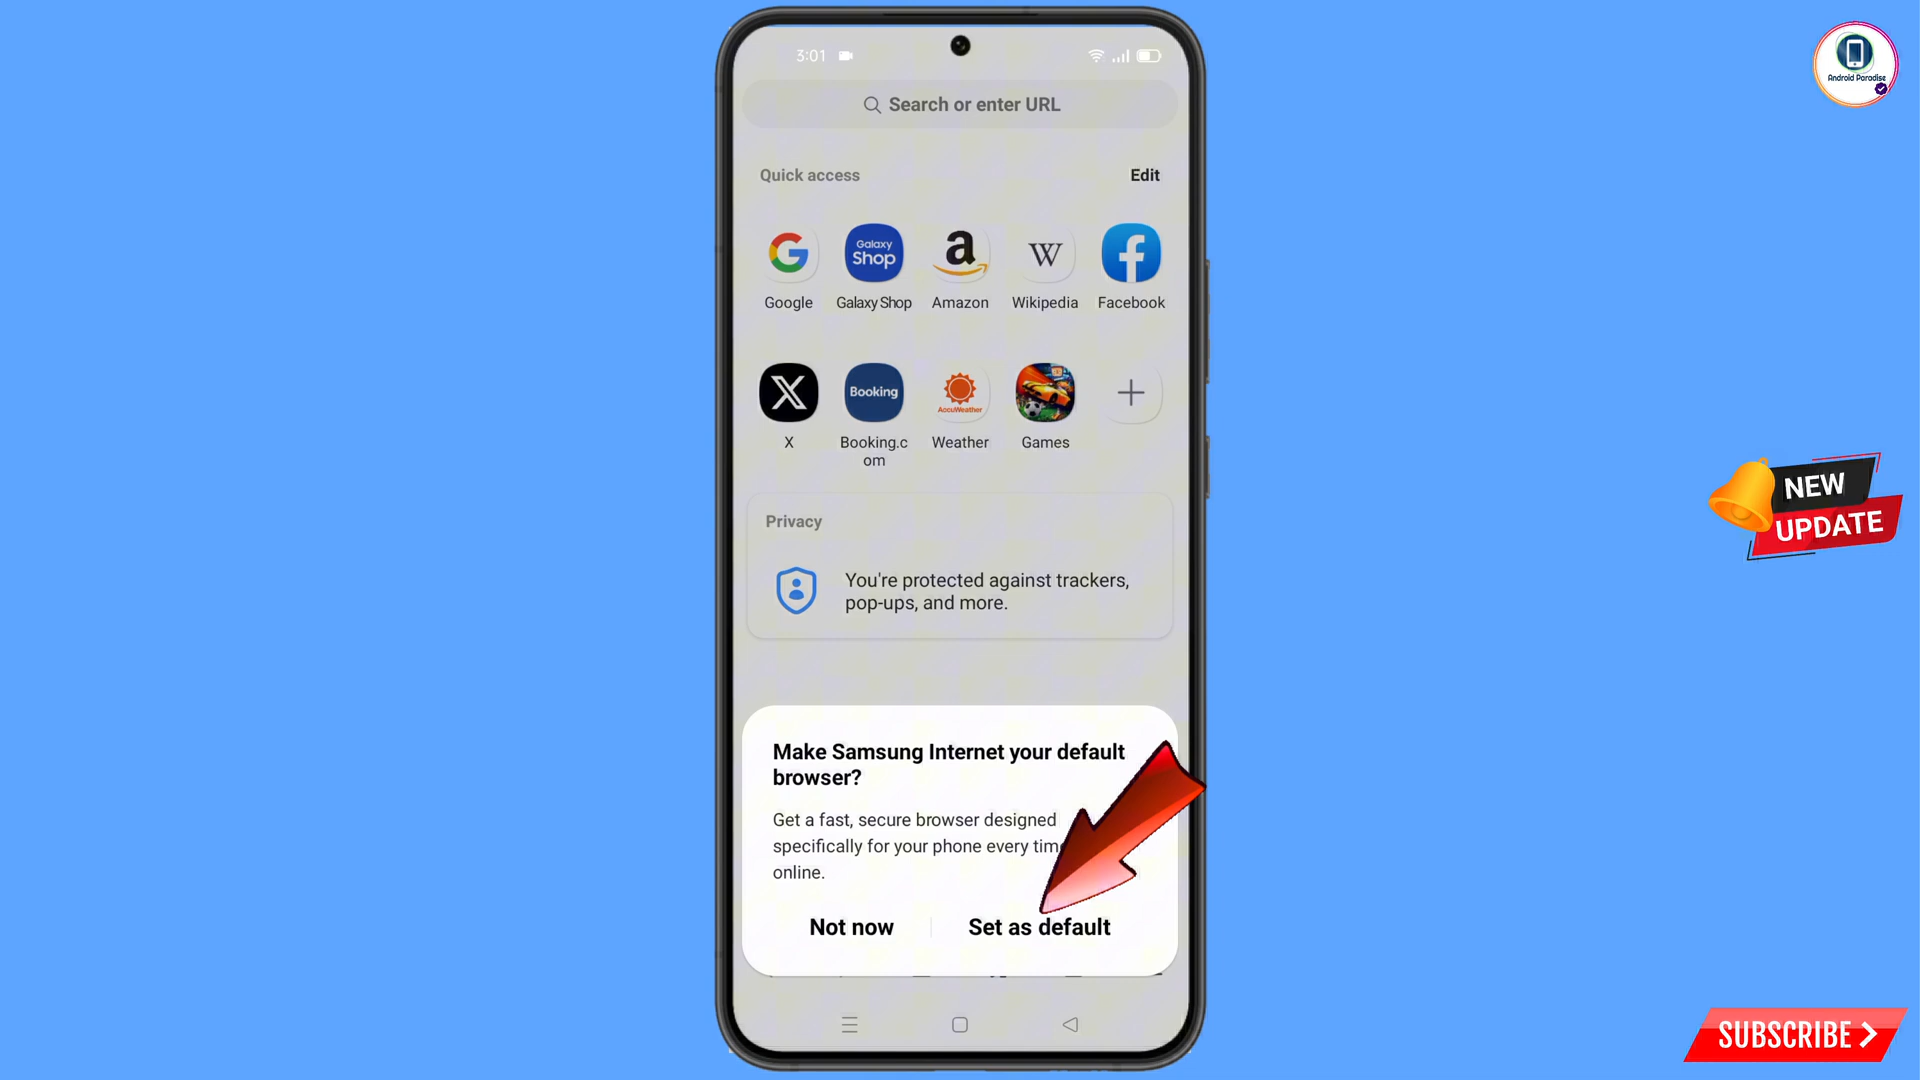 3:01
Search or enter URL
Quick access
Edit
Galaxy
Shop
a
W
Google
Galaxy Shop
Amazon
Wikipedia
Facebook
Booking
AccuWeather
X
Booking.c
om
Weather
Games
Privacy
You're protected against trackers,
pop-ups, and more.
Make Samsung Internet your default
browser?
Get a fast, secure browser designed
specifically for your phone every
online.
Not now
Set as default
Android Paradise
NEW
UPDATE
SUBSCRIBE